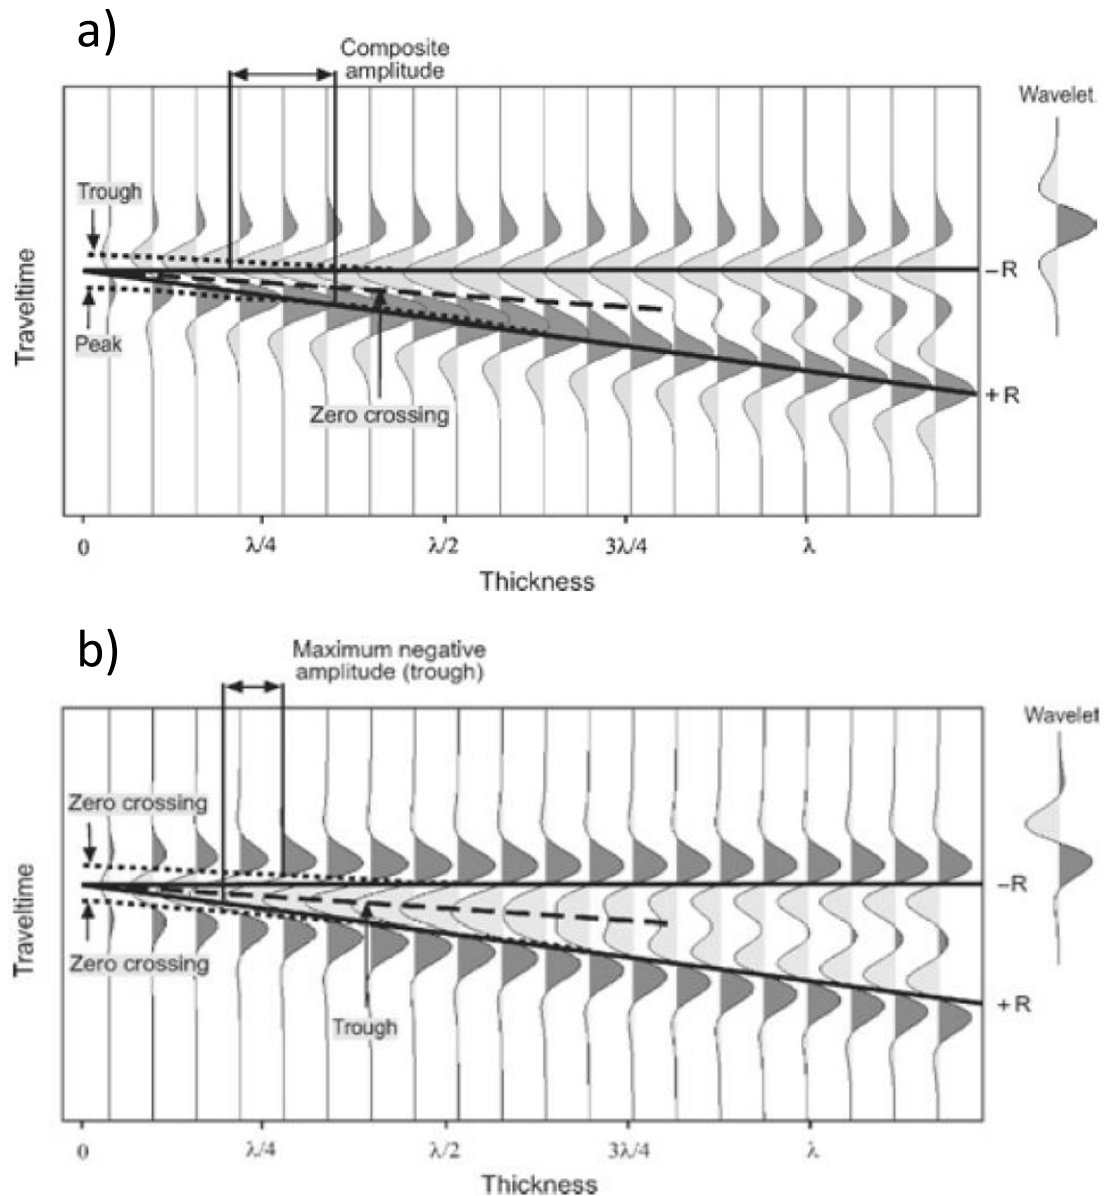 a)
Composite
amplitude
Wavelet
Trough
–R
Traveltime
Peak
+ R
Zero crossing
0
λ/4
λ/2
3λ/4
λ
Thickness
b)
Maximum negative
amplitude (trough)
Wavelet
Zero crossing
–R
Traveltime
Zero crossing
+ R
Trough
0
λ/4
λ/2
3λ/4
λ
Thickness